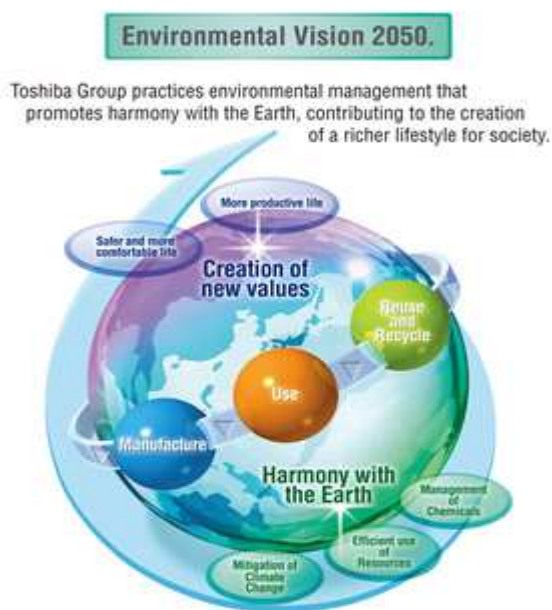 Environmental Vision 2050.
Toshiba Group practices environmental management that
promotes harmony with the Earth, contributing to the creation
of a richer lifestyle for society.
More productive life
Safer and more
comfortable life
Creation of
new values
Reuse
and
Recycle
Use
Manufacture
Harmony with
the Earth
Management
of
Chemicals
Efficient use
of
Resources
Mitigation of
Climate
Change